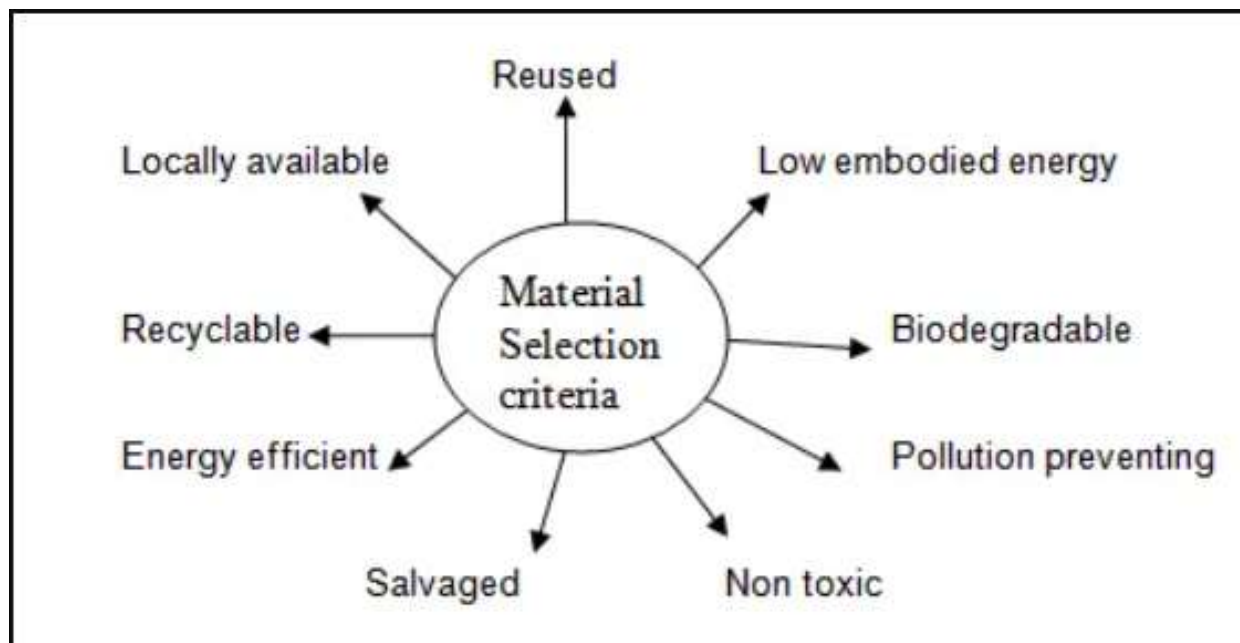 Reused
Locally available
Low embodied energy
Material
Selection
criteria
Recyclable
Biodegradable
Energy efficient
Pollution preventing
Salvaged
Non toxic